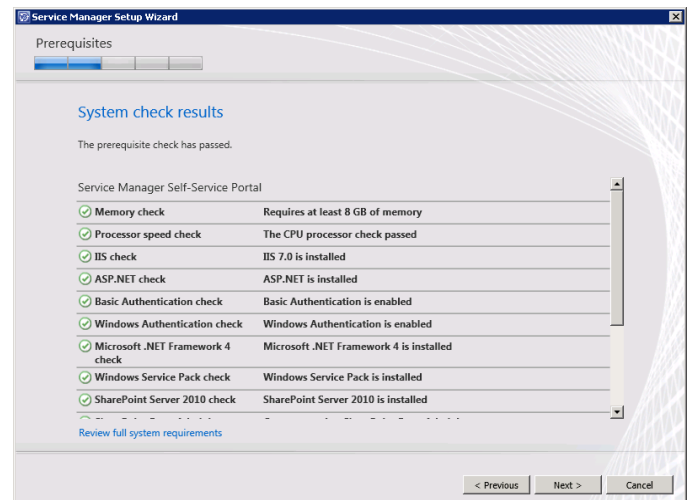 Service Manager Setup Wizard
Prerequisites
System check results
The prerequisite check has passed.
Service Manager Self-Service Portal
Memory check Requires at least 8 GB of memory
Processor speed check The CPU processor check passed
IIS check IIS 7.0 is installed
ASP.NET check ASP.NET is installed
Basic Authentication check Basic Authentication is enabled
Windows Authentication check Windows Authentication is enabled
Microsoft .NET Framework 4 Microsoft .NET Framework 4 is installed
check
Windows Service Pack check Windows Service Pack is installed
SharePoint Server 2010 check SharePoint Server 2010 is installed
Review full system requirements
< Previous Next > Cancel